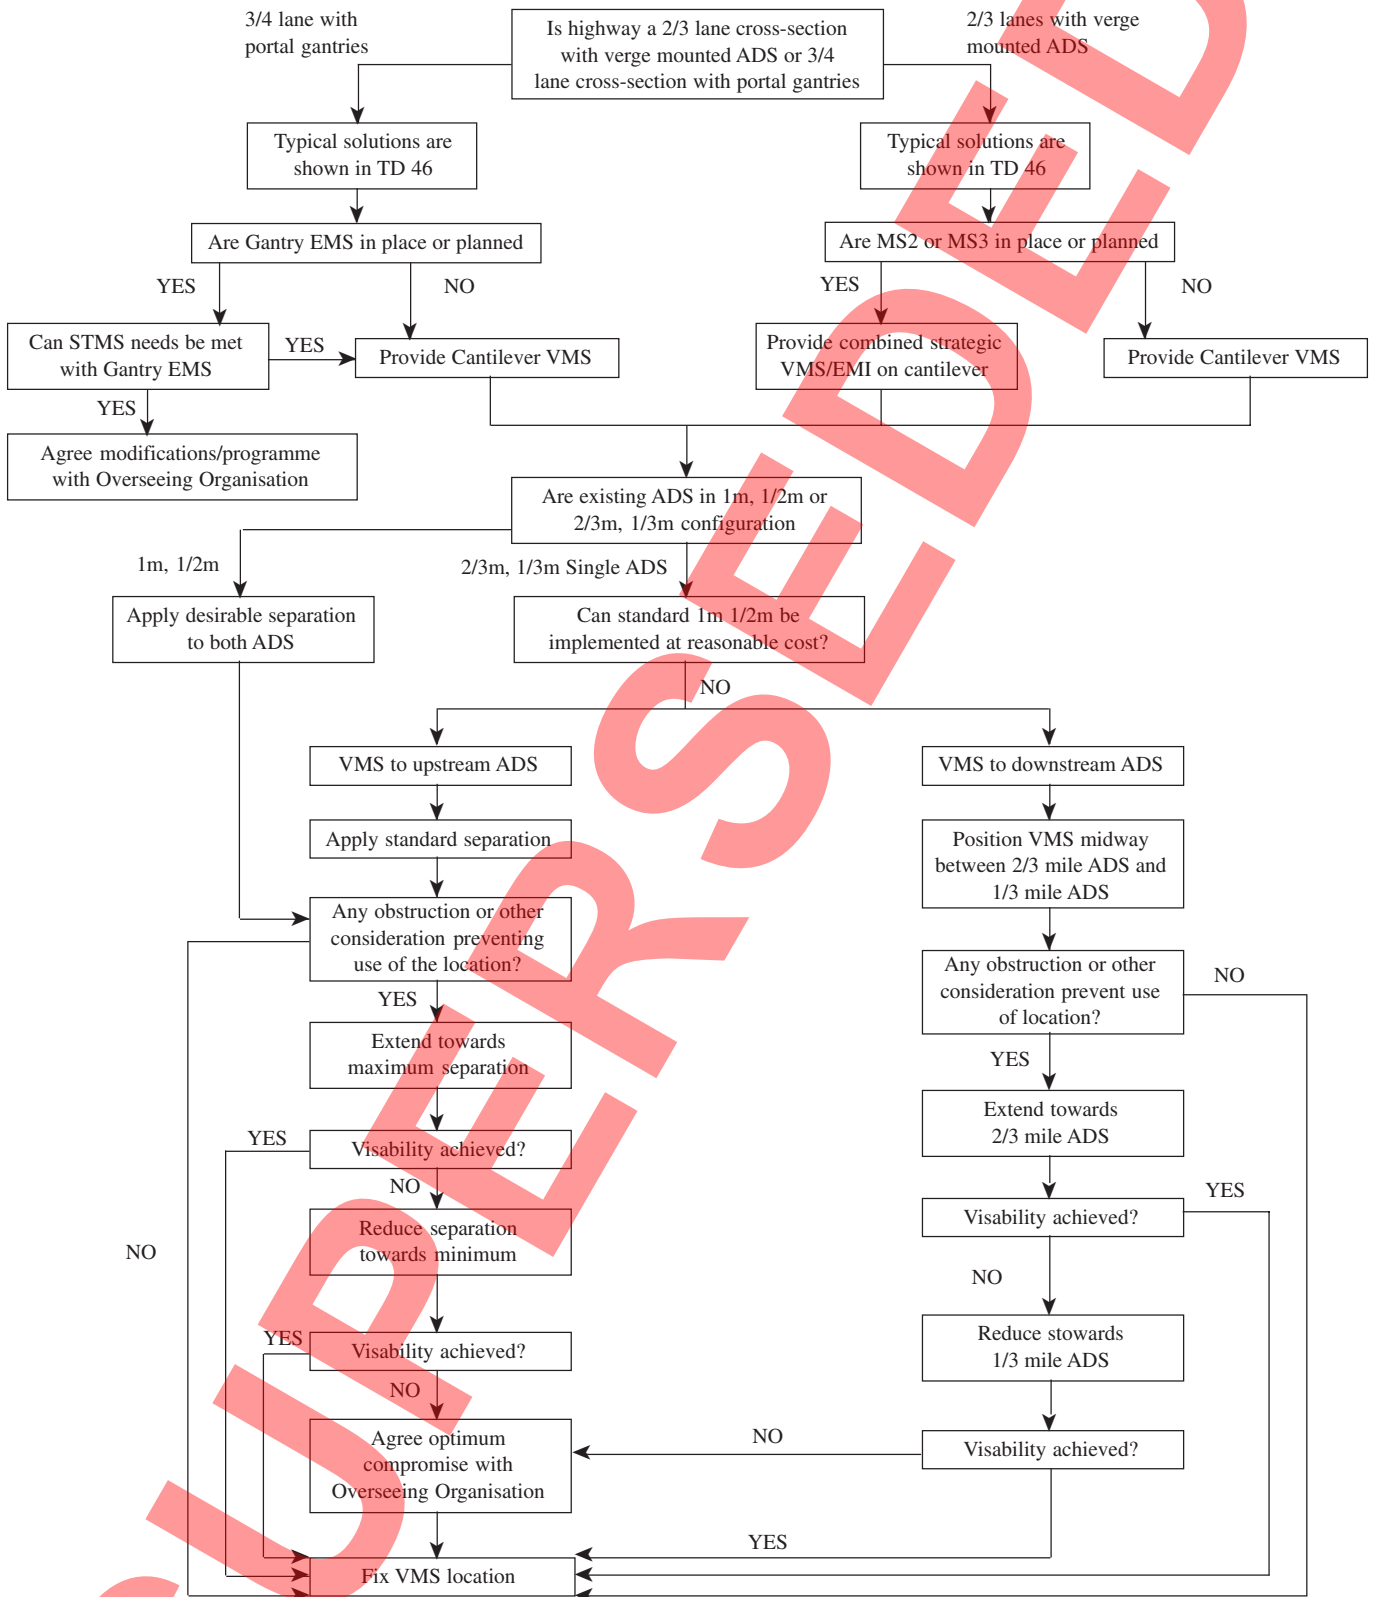 3/4 lane with
portal gantries
Is highway a 2/3 lane cross-section
with verge mounted ADS or 3/4
lane cross-section with portal gantries
2/3 lanes with verge
mounted ADS
Typical solutions are
shown in TD 46
Typical solutions are
shown in TD 46
Are Gantry EMS in place or planned
Are MS2 or MS3 in place or planned
YES
NO
YES
NO
Can STMS needs be met
with Gantry EMS
YES
Provide Cantilever VMS
Provide combined strategic
VMS/EMI on cantilever
Provide Cantilever VMS
YES
Agree modifications/programme
with Overseeing Organisation
Are existing ADS in 1m, 1/2m or
2/3m, 1/3m configuration
1m, 1/2m
2/3m, 1/3m Single ADS
Apply desirable separation
to both ADS
Can standard 1m 1/2m be
implemented at reasonable cost?
NO
VMS to upstream ADS
VMS to downstream ADS
Apply standard separation
Position VMS midway
between 2/3 mile ADS and
1/3 mile ADS
Any obstruction or other
consideration preventing
use of the location?
Any obstruction or other
consideration prevent use
of location?
NO
YES
YES
Extend towards
maximum separation
Extend towards
2/3 mile ADS
YES
Visability achieved?
YES
Visability achieved?
NO
Reduce separation
towards minimum
NO
NO
Reduce stowards
1/3 mile ADS
YES
Visability achieved?
NO
Agree optimum
compromise with
Overseeing Organisation
NO
Visability achieved?
YES
Fix VMS location
SUPERSEDED